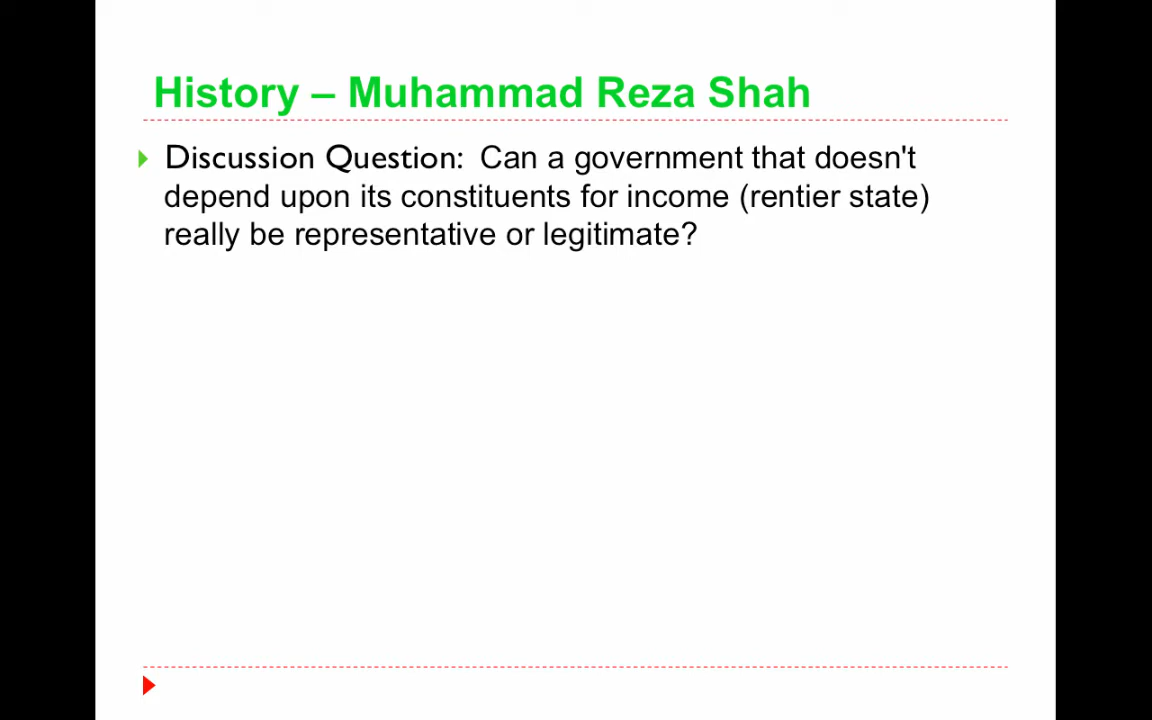 History – Muhammad Reza Shah
Discussion Question:  Can a government that doesn't
depend upon its constituents for income (rentier state)
really be representative or legitimate?